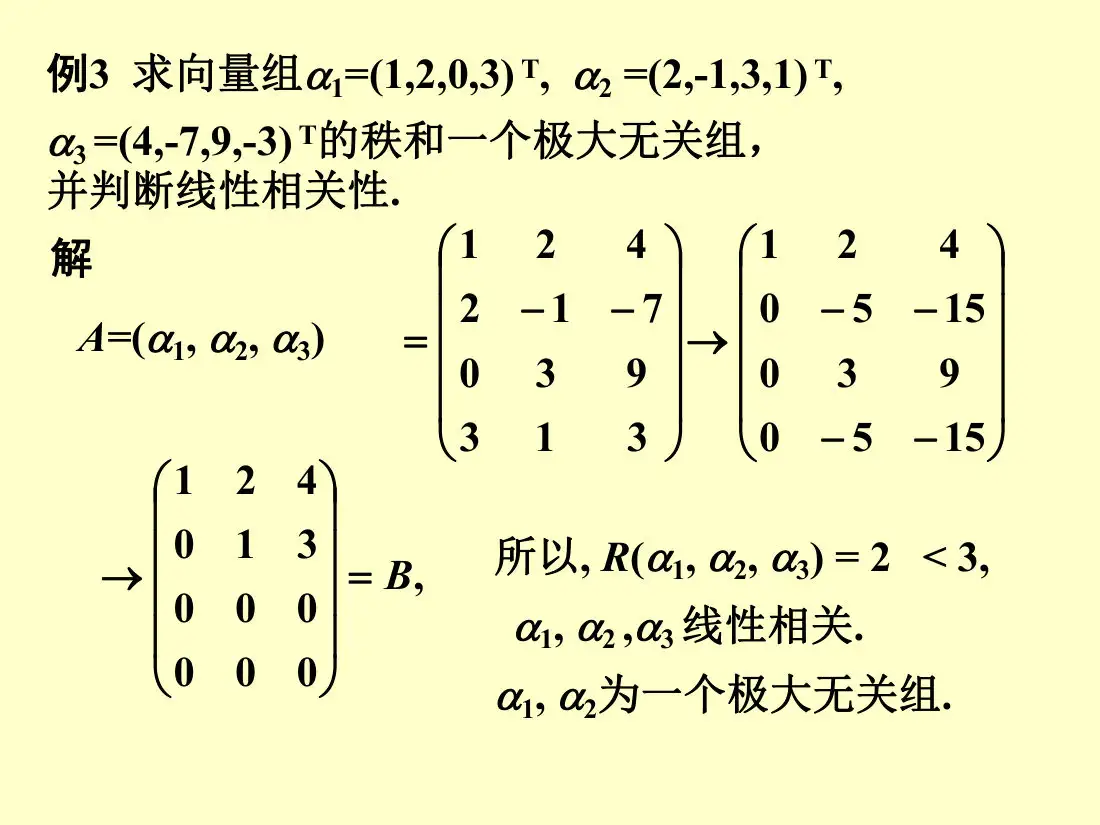 例3 求向量组α1=(1,2,0,3)T, α2 =(2,-1,3,1)T,
α3 =(4,-7,9,-3)T的秩和一个极大无关组，
并判断线性相关性.
解
A=(α1, α2, α3)
=
1 2 4
2 −1 −7
0 3 9
3 1 3
→
1 2 4
0 −5 −15
0 3 9
0 −5 −15
→
1 2 4
0 1 3
0 0 0
0 0 0
= B,
所以, R(α1, α2, α3) = 2 < 3,
α1, α2 ,α3 线性相关.
α1, α2为一个极大无关组.